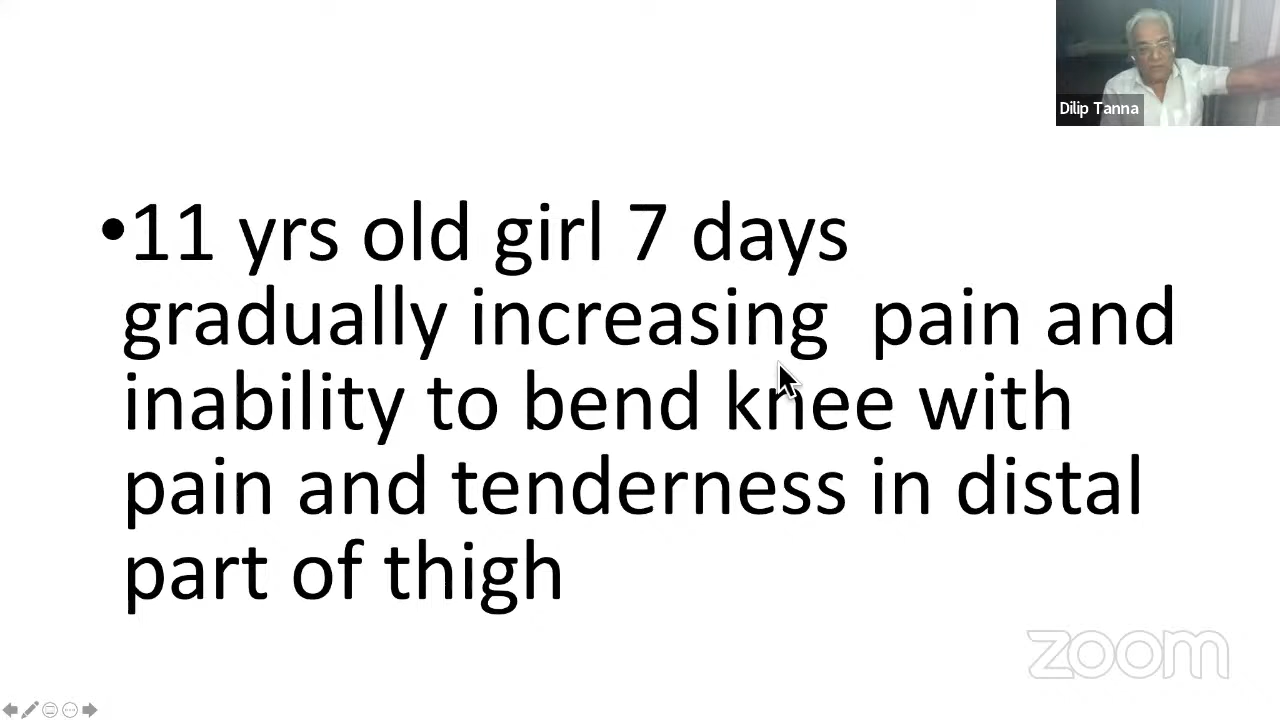 Dilip Tanna
•11 yrs old girl 7 days
gradually increasing  pain and
inability to bend knee with
pain and tenderness in distal
part of thigh
zoom